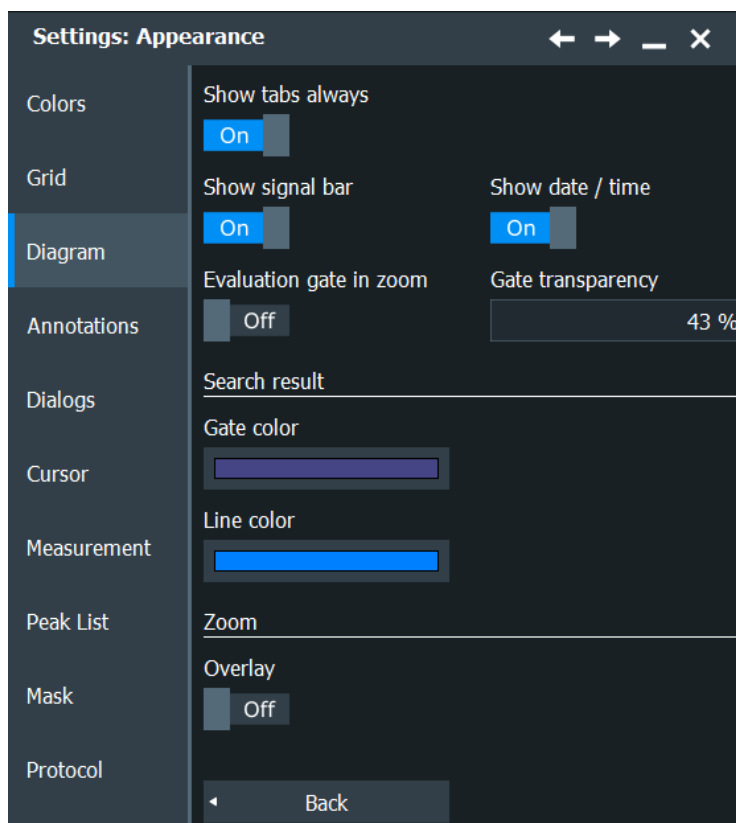 Settings: Appearance
Colors
Grid
Diagram
Annotations
Dialogs
Cursor
Measurement
Peak List
Mask
Protocol
Show tabs always
On
Show signal bar
Show date / time
On
On
Evaluation gate in zoom
Gate transparency
Off
43 %
Search result
Gate color
Line color
Zoom
Overlay
Off
Back